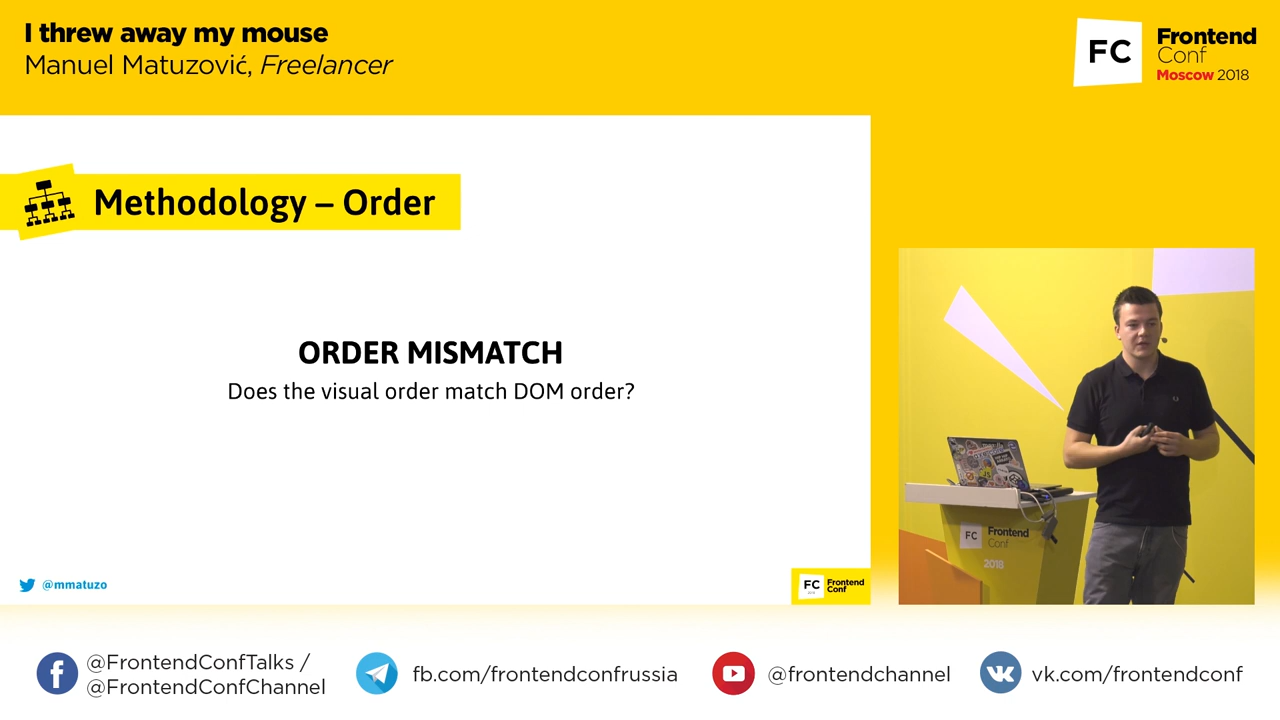 I threw away my mouse
Manuel Matuzović, Freelancer
FC
Frontend
Conf
Moscow 2018
Methodology – Order
ORDER MISMATCH
Does the visual order match DOM order?
@mmatuzo
FC
Frontend
Conf
FC
Frontend
Conf
2018
@FrontendConfTalks /
@FrontendConfChannel
fb.com/frontendconfrussia
@frontendchannel
vk.com/frontendconf